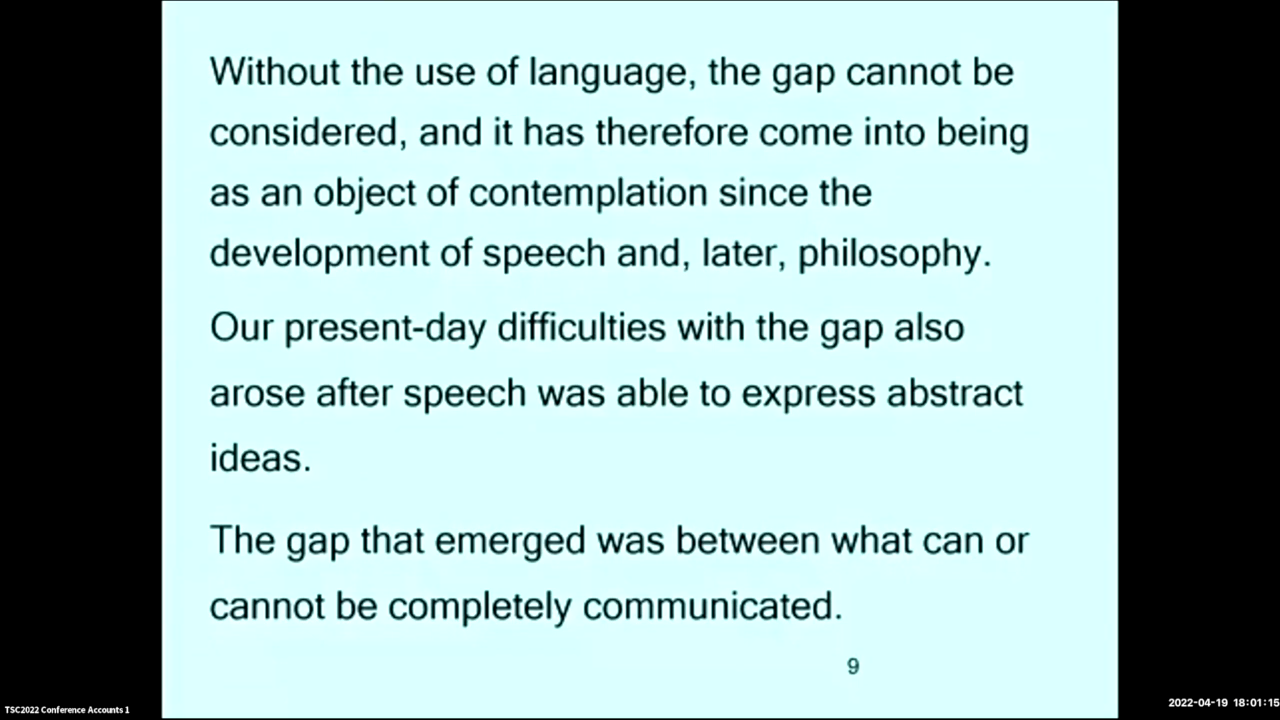 Without the use of language, the gap cannot be
considered, and it has therefore come into being
as an object of contemplation since the
development of speech and, later, philosophy.
Our present-day difficulties with the gap also
arose after speech was able to express abstract
ideas.
The gap that emerged was between what can or
cannot be completely communicated.
9
TSC2022 Conference Accounts 1
2022-04-19 18:01:15